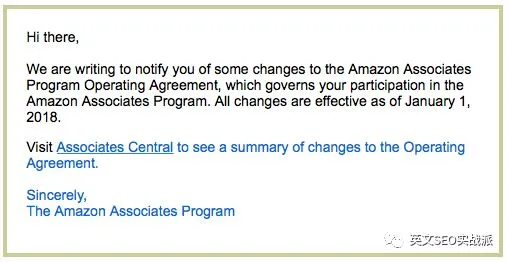 Hi there,
We are writing to notify you of some changes to the Amazon Associates
Program Operating Agreement, which governs your participation in the
Amazon Associates Program. All changes are effective as of January 1,
2018.
Visit Associates Central to see a summary of changes to the Operating
Agreement.
Sincerely,
The Amazon Associates Program
英文SEO实战派